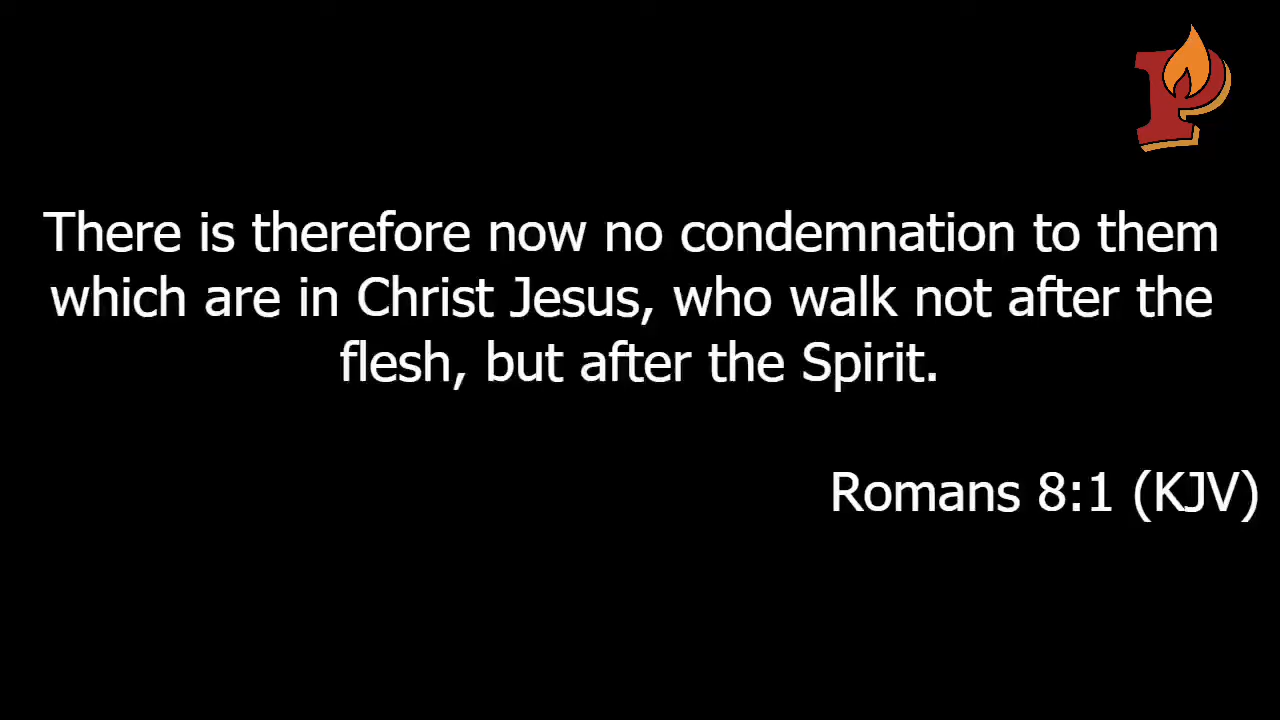 P
There is therefore now no condemnation to them
which are in Christ Jesus, who walk not after the
flesh, but after the Spirit.
Romans 8:1 (KJV)